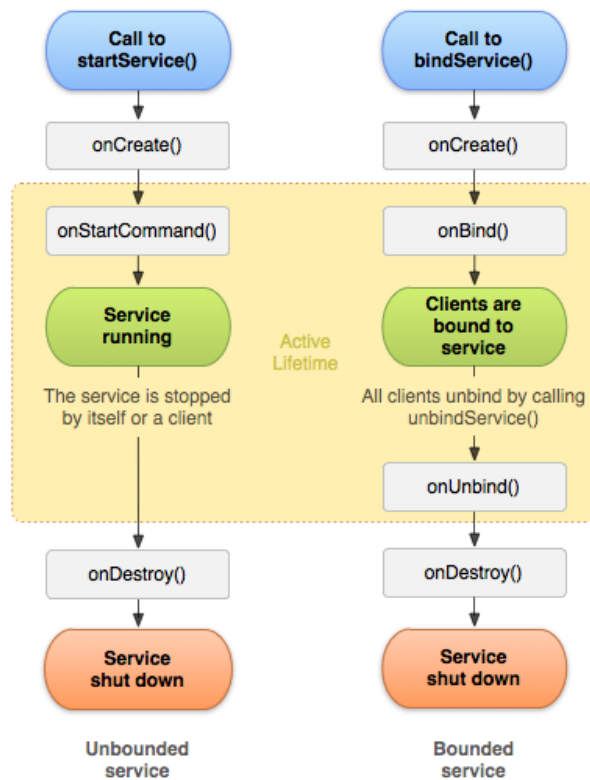 Call to
startService()
onCreate()
onStartCommand()
Service
running
The service is stopped
by itself or a client
onDestroy()
Service
shut down
Unbounded
service
Active
Lifetime
Call to
bindService()
onCreate()
onBind()
Clients are
bound to
service
All clients unbind by calling
unbindService()
onUnbind()
onDestroy()
Service
shut down
Bounded
service